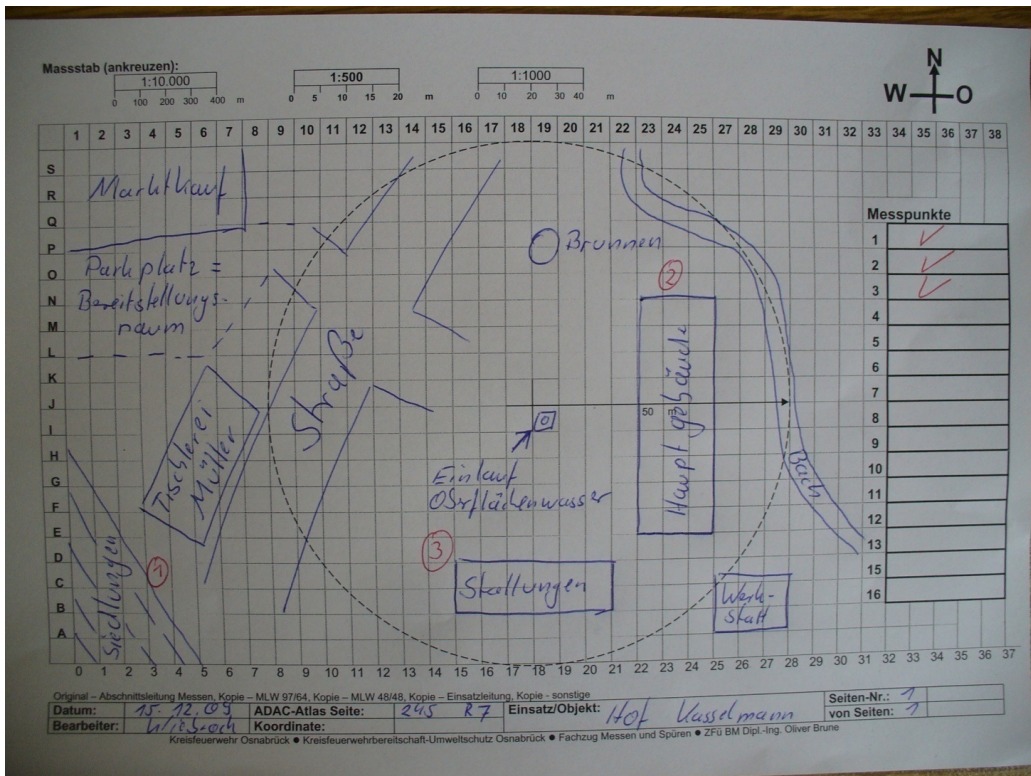 Massstab (ankreuzen):
1:10.000
0 100 200 300 400 m
1:500
0 5 10 15 20 m
1:1000
0 10 20 30 40 m
N
W O
1 2 3 4 5 6 7 8 9 10 11 12 13 14 15 16 17 18 19 20 21 22 23 24 25 27 28 29 30 31 32 33 34 35 36 37 38
S
R
Q
P
O
N
M
L
K
J
I
H
G
F
E
D
C
B
A
Marktkauf
Parkplatz =
Bereitstellungs-
raum
Brunnen
2
Straße
Hauptgebäude
50 m
Tischlerei
Müller
Einlauf
Oberflächenwasser
Bach
Siedlungen
1
3
Stallungen
Werk-
statt
Messpunkte
1 ✓
2 ✓
3 ✓
4
5
6
7
8
9
10
11
12
13
15
16
0 1 2 3 4 5 6 7 8 9 10 11 12 13 14 15 16 17 18 19 20 21 22 23 24 25 26 28 29 30 31 32 33 34 35 36 37
Original – Abschnittsleitung Messen, Kopie – MLW 97/64, Kopie – MLW 48/48, Kopie – Einsatzleitung, Kopie - sonstige
Datum: 15.12.09 ADAC-Atlas Seite: 245 R7 Einsatz/Objekt: Hof Kasselmann Seiten-Nr.: 1
Bearbeiter: Koordinate: von Seiten: 1
Kreisfeuerwehr Osnabrück ● Kreisfeuerwehrbereitschaft-Umweltschutz Osnabrück ● Fachzug Messen und Spüren ● ZFü BM Dipl.-Ing. Oliver Brune